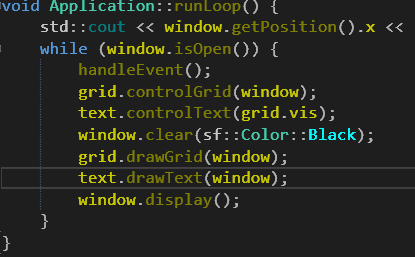 void Application::runLoop() {
    std::cout << window.getPosition().x <<
    while (window.isOpen()) {
        handleEvent();
        grid.controlGrid(window);
        text.controlText(grid.vis);
        window.clear(sf::Color::Black);
        grid.drawGrid(window);
        text.drawText(window);
        window.display();
    }
}